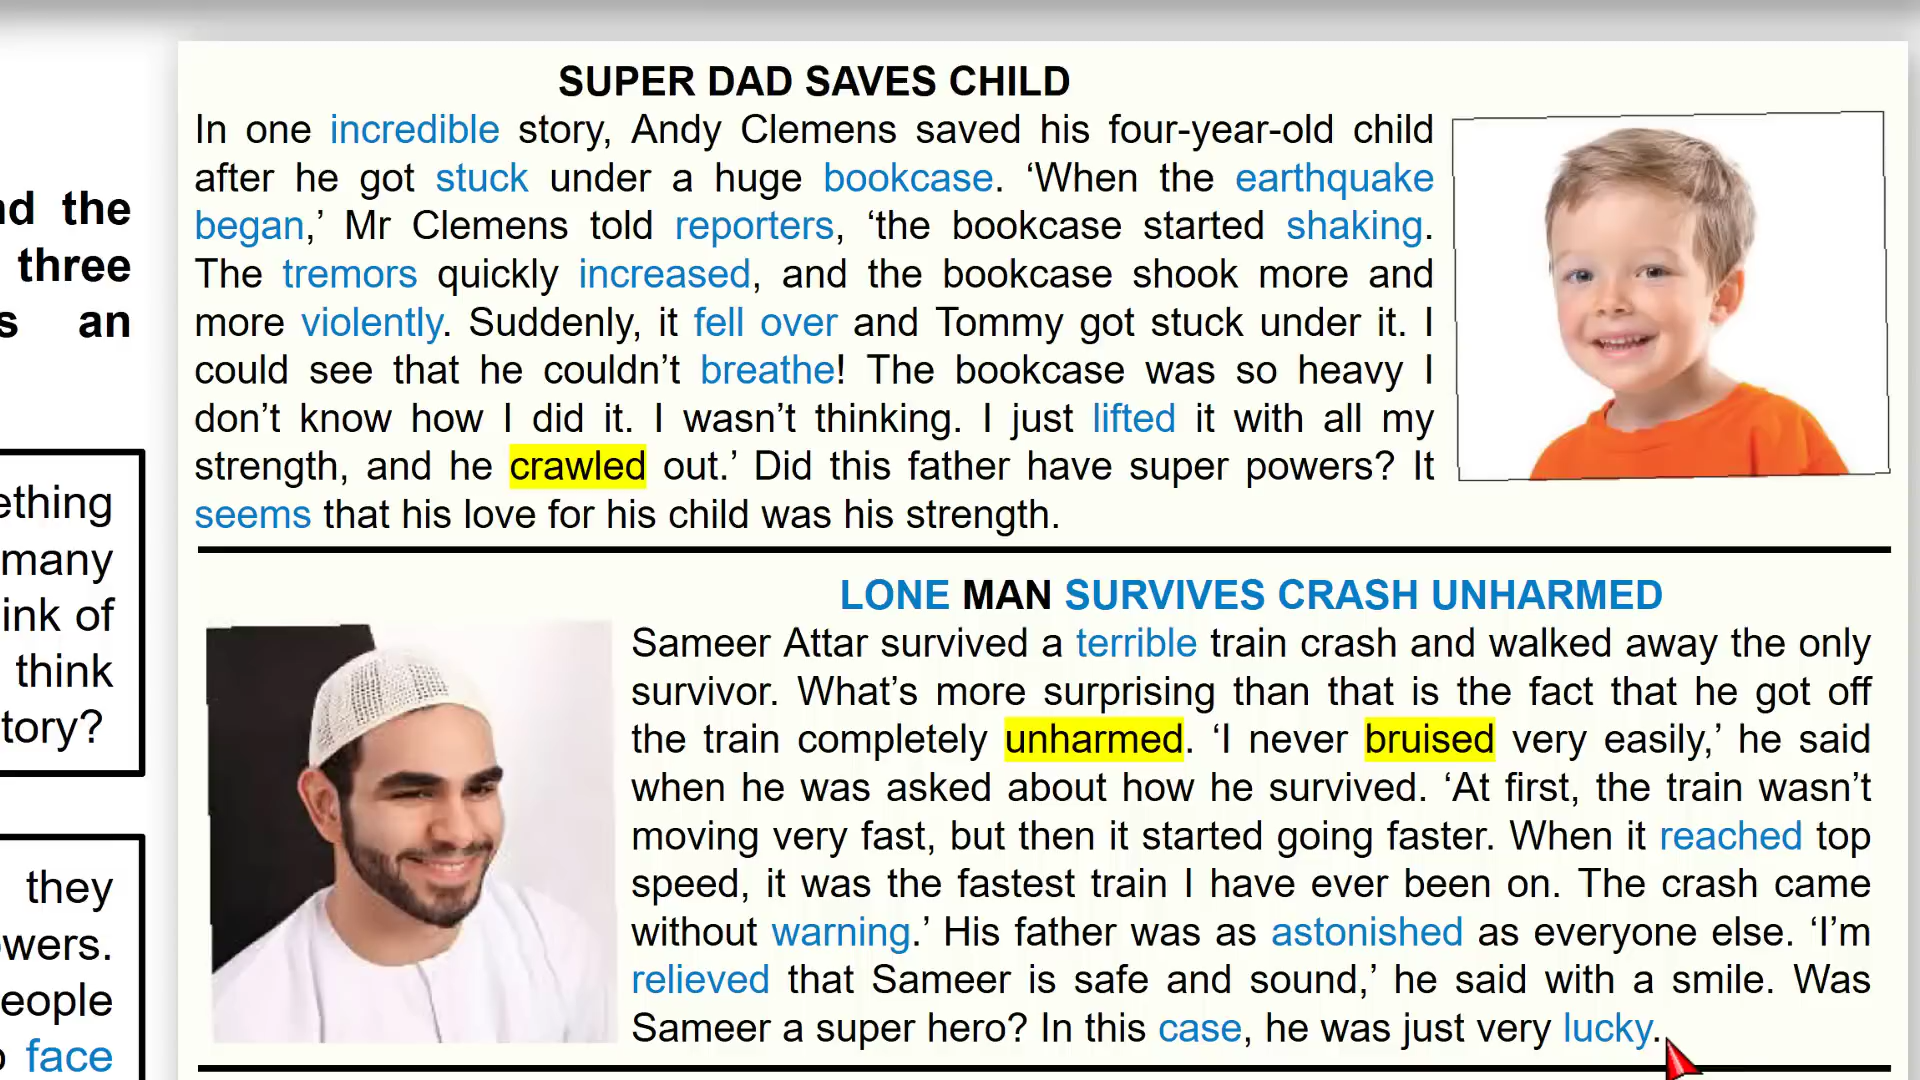 nd the
three
s an
ething
many
ink of
think
tory?
they
owers.
eople
face
SUPER DAD SAVES CHILD
In one incredible story, Andy Clemens saved his four-year-old child
after he got stuck under a huge bookcase. ‘When the earthquake
began,’ Mr Clemens told reporters, ‘the bookcase started shaking.
The tremors quickly increased, and the bookcase shook more and
more violently. Suddenly, it fell over and Tommy got stuck under it. I
could see that he couldn’t breathe! The bookcase was so heavy I
don’t know how I did it. I wasn’t thinking. I just lifted it with all my
strength, and he crawled out.’ Did this father have super powers? It
seems that his love for his child was his strength.
LONE MAN SURVIVES CRASH UNHARMED
Sameer Attar survived a terrible train crash and walked away the only
survivor. What’s more surprising than that is the fact that he got off
the train completely unharmed. ‘I never bruised very easily,’ he said
when he was asked about how he survived. ‘At first, the train wasn’t
moving very fast, but then it started going faster. When it reached top
speed, it was the fastest train I have ever been on. The crash came
without warning.’ His father was as astonished as everyone else. ‘I’m
relieved that Sameer is safe and sound,’ he said with a smile. Was
Sameer a super hero? In this case, he was just very lucky.